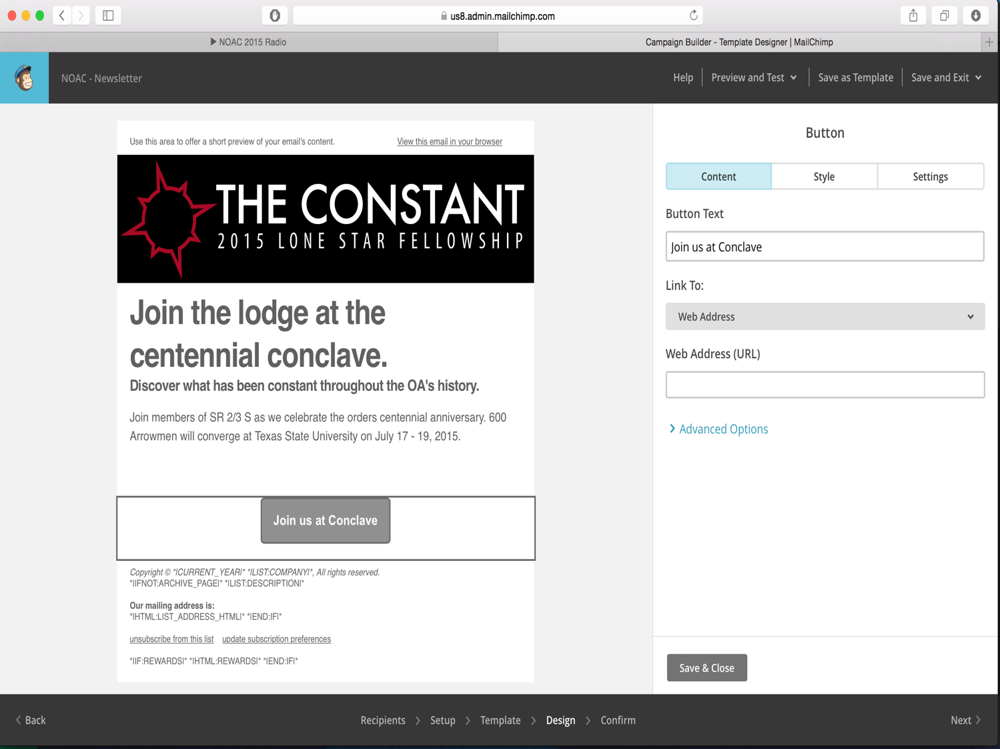 us8.admin.mailchimp.com
NOAC 2015 Radio
Campaign Builder - Template Designer | MailChimp
NOAC - Newsletter
Help
Preview and Test
Save as Template
Save and Exit
Use this area to offer a short preview of your email's content.
View this email in your browser
THE CONSTANT
2015 LONE STAR FELLOWSHIP
Join the lodge at the
centennial conclave.
Discover what has been constant throughout the OA's history.
Join members of SR 2/3 S as we celebrate the orders centennial anniversary. 600
Arrowmen will converge at Texas State University on July 17 - 19, 2015.
Join us at Conclave
Copyright © *|CURRENT_YEAR|* *|LIST:COMPANY|*, All rights reserved.
*|IFNOT:ARCHIVE_PAGE|* *|LIST:DESCRIPTION|*
Our mailing address is:
*|HTML:LIST_ADDRESS_HTML|* *|END:IF|*
unsubscribe from this list update subscription preferences
*|IF:REWARDS|* *|HTML:REWARDS|* *|END:IF|*
Button
Content
Style
Settings
Button Text
Join us at Conclave
Link To:
Web Address
Web Address (URL)
Advanced Options
Save & Close
Back
Recipients
Setup
Template
Design
Confirm
Next